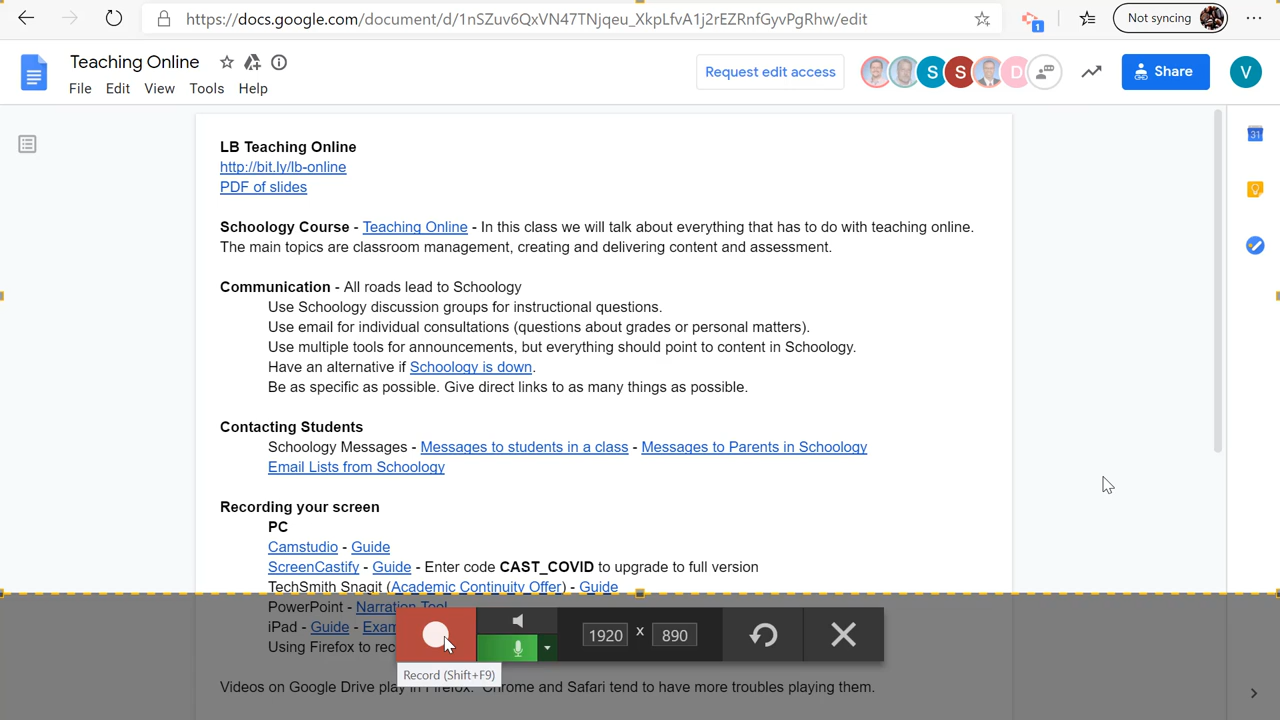 https://docs.google.com/document/d/1nSZuv6QxVN47TNjqeu_XkpLfvA1j2rEZRnfGyvPgRhw/edit
1
Not syncing
Teaching Online
Request edit access
S
S
D
Share
V
File Edit View Tools Help
31
LB Teaching Online
http://bit.ly/lb-online
PDF of slides
Schoology Course - Teaching Online - In this class we will talk about everything that has to do with teaching online.
The main topics are classroom management, creating and delivering content and assessment.
Communication - All roads lead to Schoology
Use Schoology discussion groups for instructional questions.
Use email for individual consultations (questions about grades or personal matters).
Use multiple tools for announcements, but everything should point to content in Schoology.
Have an alternative if Schoology is down.
Be as specific as possible. Give direct links to as many things as possible.
Contacting Students
Schoology Messages - Messages to students in a class - Messages to Parents in Schoology
Email Lists from Schoology
Recording your screen
PC
Camstudio - Guide
ScreenCastify - Guide - Enter code CAST_COVID to upgrade to full version
TechSmith Snagit (Academic Continuity Offer) - Guide
PowerPoint - Narration Tool
iPad - Guide - Exam
Using Firefox to rec
1920 x 890
Record (Shift+F9)
Videos on Google Drive play in Firefox. Chrome and Safari tend to have more troubles playing them.